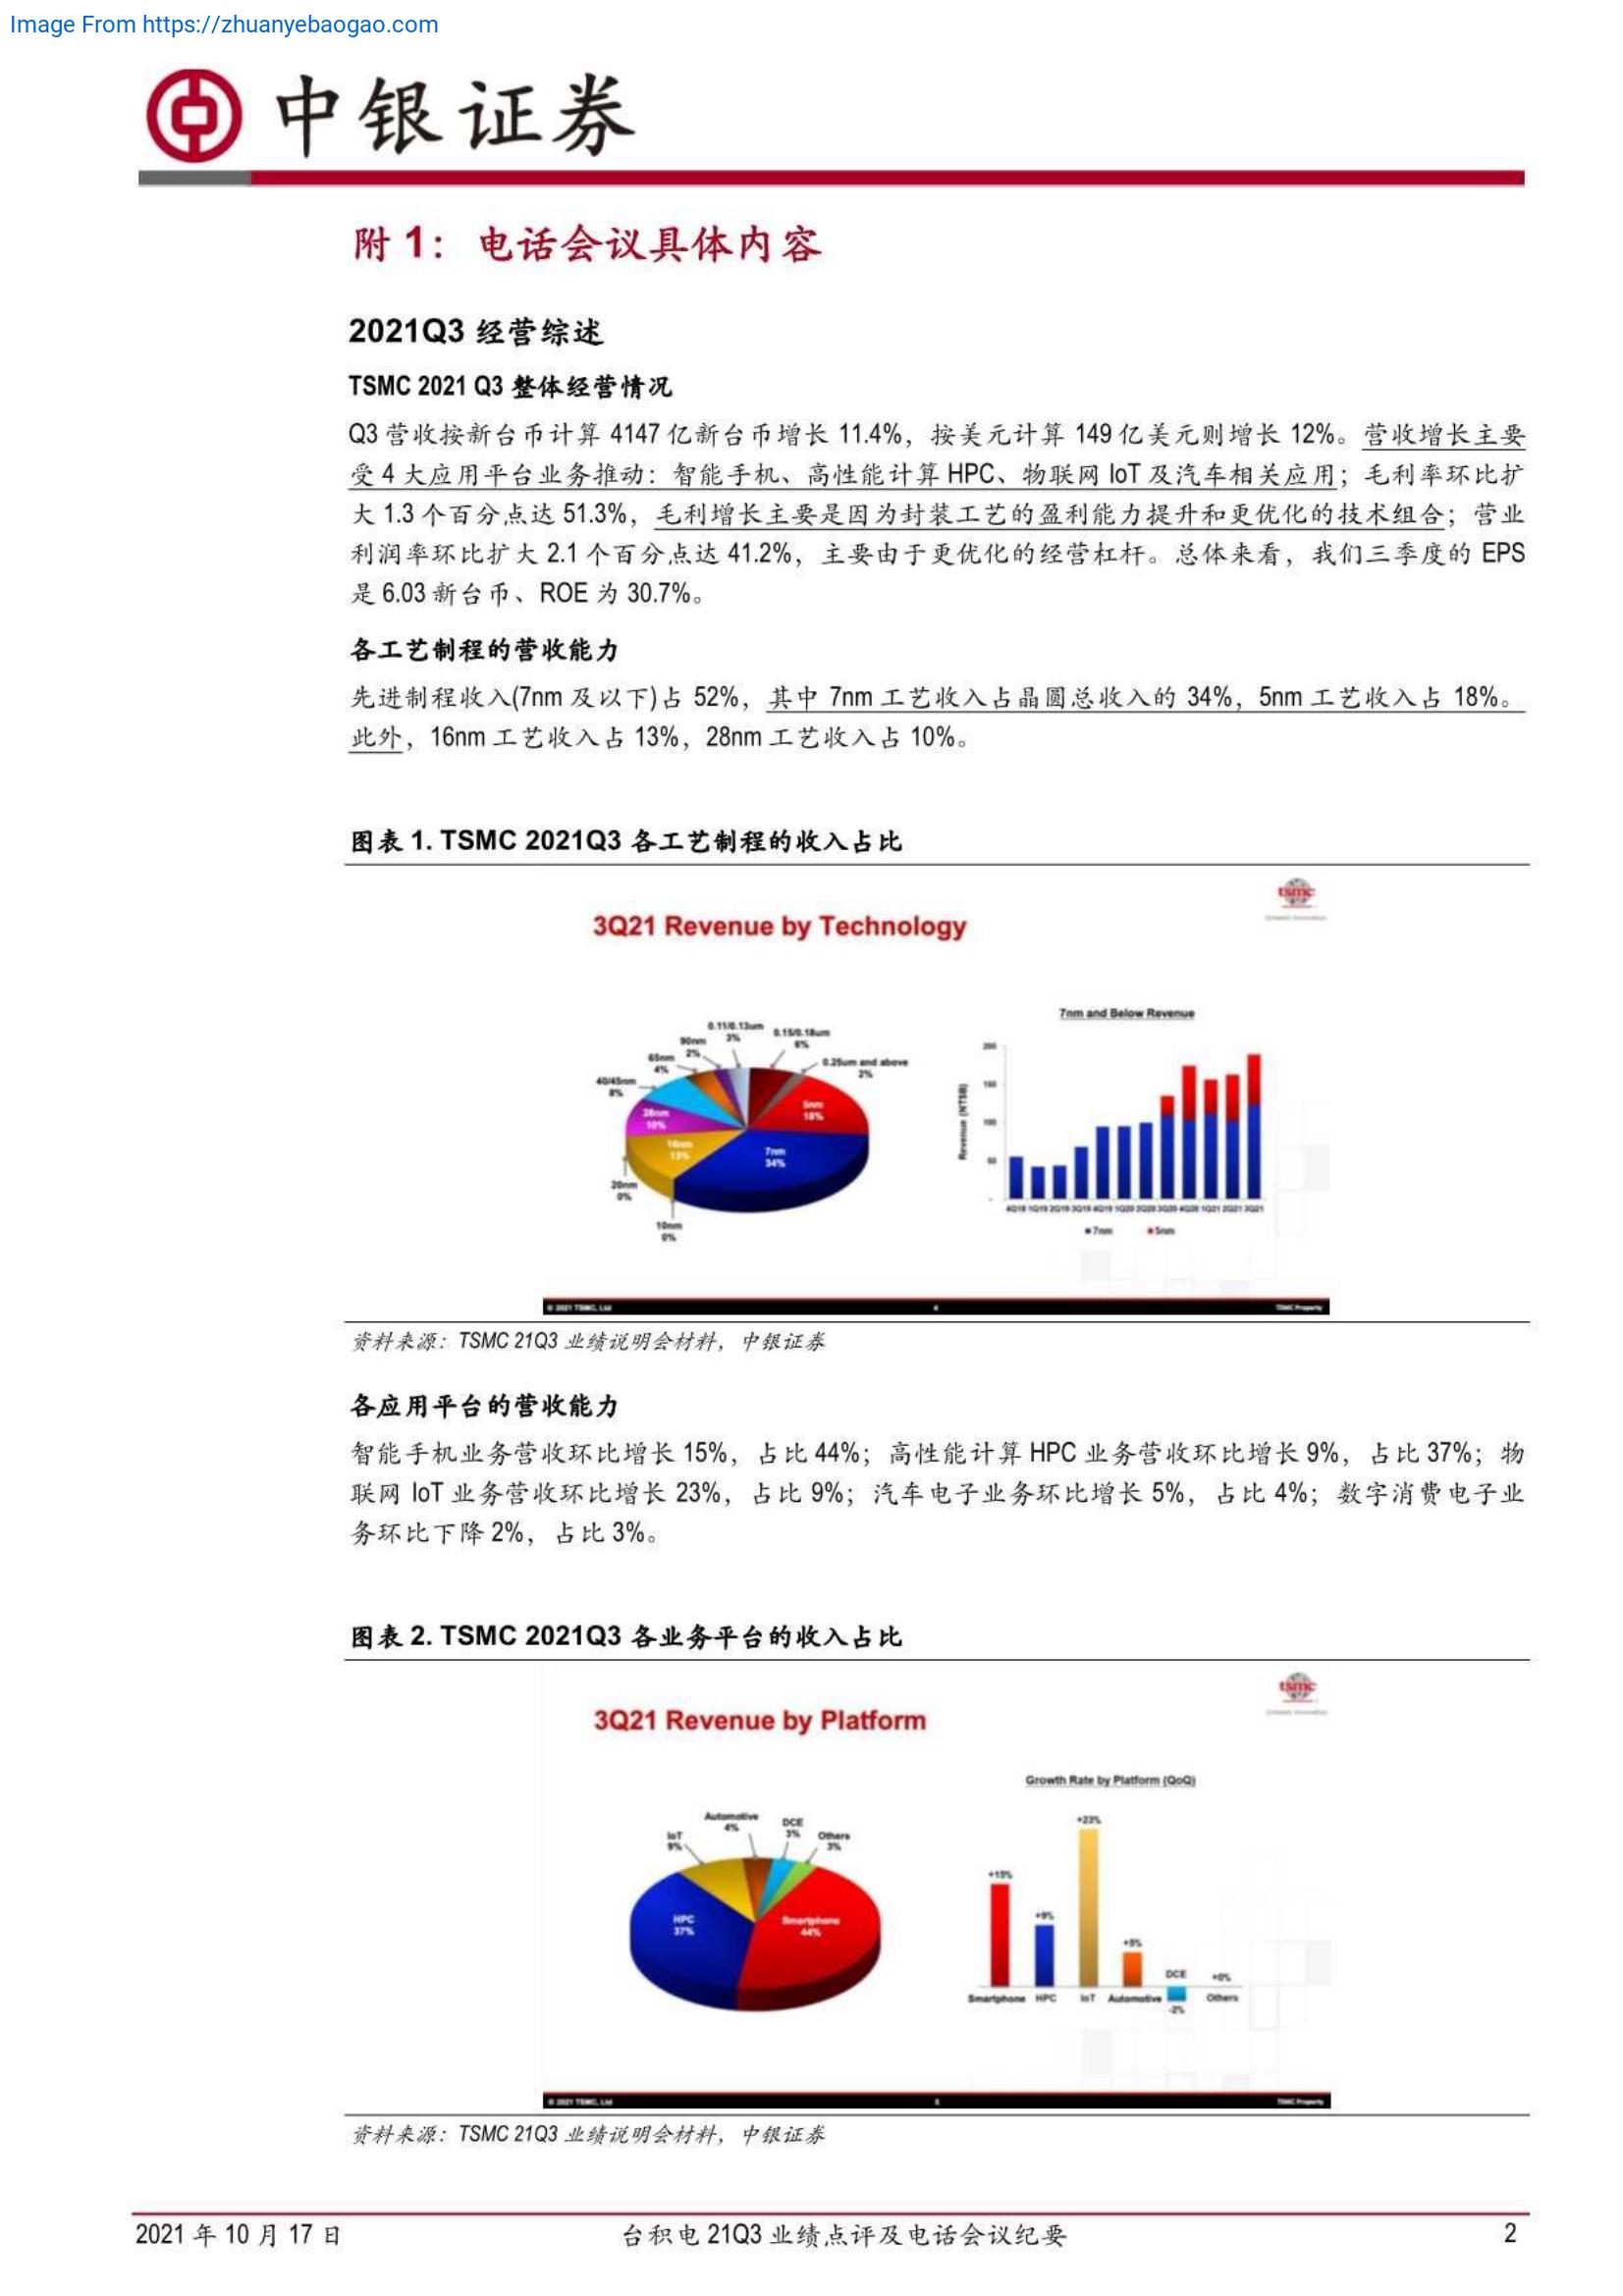 Image From https://zhuanyebaogao.com
中银证券
附 1： 电话会议具体内容
2021Q3 经营综述
TSMC 2021 Q3 整体经营情况
Q3 营收按新台币计算 4147 亿新台币增长 11.4%，按美元计算 149 亿美元则增长 12%。营收增长主要
受 4 大应用平台业务推动：智能手机、高性能计算 HPC、物联网 IoT 及汽车相关应用；毛利率环比扩
大 1.3 个百分点达 51.3%，毛利增长主要是因为封装工艺的盈利能力提升和更优化的技术组合；营业
利润率环比扩大 2.1 个百分点达 41.2%，主要由于更优化的经营杠杆。总体来看，我们三季度的 EPS
是 6.03 新台币、ROE 为 30.7%。
各工艺制程的营收能力
先进制程收入(7nm 及以下)占 52%，其中 7nm 工艺收入占晶圆总收入的 34%，5nm 工艺收入占 18%。
此外，16nm 工艺收入占 13%，28nm 工艺收入占 10%。
图表 1. TSMC 2021Q3 各工艺制程的收入占比
tsmc
3Q21 Revenue by Technology
0.11/0.13um
3%
0.15/0.18um
6%
90nm
2%
65nm
4%
0.25um and above
2%
40/45nm
8%
5nm
18%
28nm
10%
16nm
13%
7nm
34%
20nm
0%
10nm
0%
7nm and Below Revenue
Revenue (NT$B)
200
150
100
50
-
4Q18 1Q19 2Q19 3Q19 4Q19 1Q20 2Q20 3Q20 4Q20 1Q21 2Q21 3Q21
7nm 5nm
© 2021 TSMC, Ltd 4 TSMC Property
资料来源：TSMC 21Q3 业绩说明会材料，中银证券
各应用平台的营收能力
智能手机业务营收环比增长 15%，占比 44%；高性能计算 HPC 业务营收环比增长 9%，占比 37%；物
联网 IoT 业务营收环比增长 23%，占比 9%；汽车电子业务环比增长 5%，占比 4%；数字消费电子业
务环比下降 2%，占比 3%。
图表 2. TSMC 2021Q3 各业务平台的收入占比
tsmc
3Q21 Revenue by Platform
Automotive
4%
DCE
3%
IoT
9%
Others
3%
HPC
37%
Smartphone
44%
Growth Rate by Platform (QoQ)
+23%
+15%
+9%
+5%
DCE
+0%
Smartphone HPC IoT Automotive Others
-2%
© 2021 TSMC, Ltd 5 TSMC Property
资料来源：TSMC 21Q3 业绩说明会材料，中银证券
2021 年 10 月 17 日 台积电 21Q3 业绩点评及电话会议纪要 2